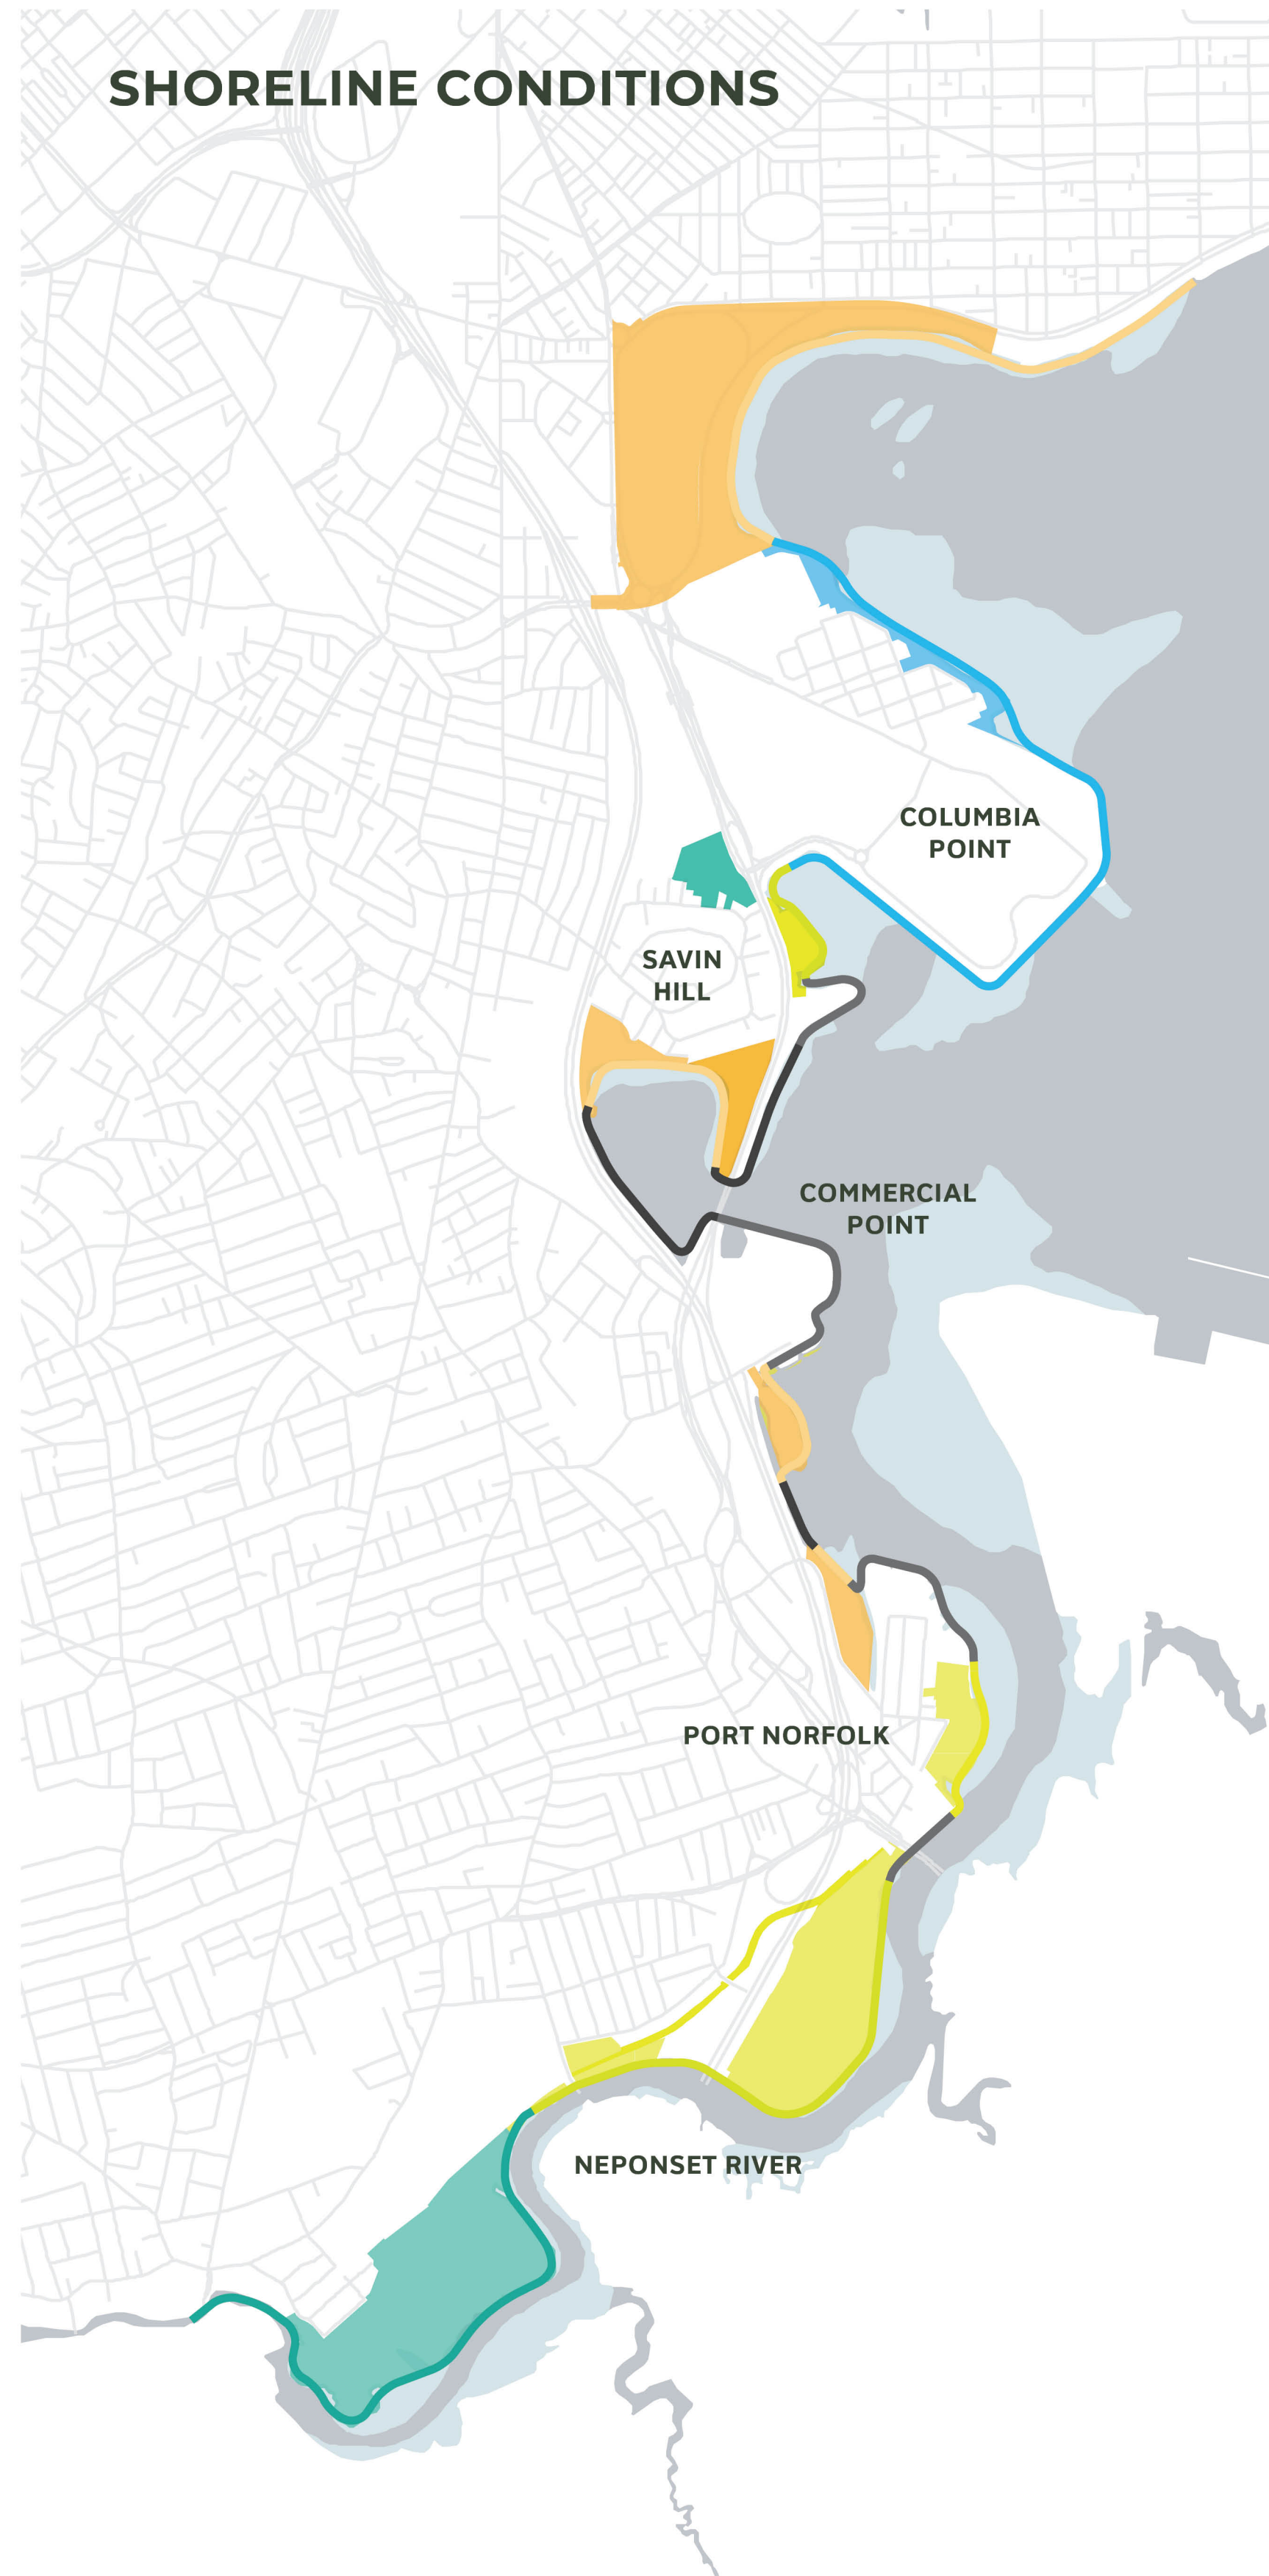 SHORELINE CONDITIONS
COLUMBIA
POINT
SAVIN
HILL
COMMERCIAL
POINT
PORT NORFOLK
NEPONSET RIVER